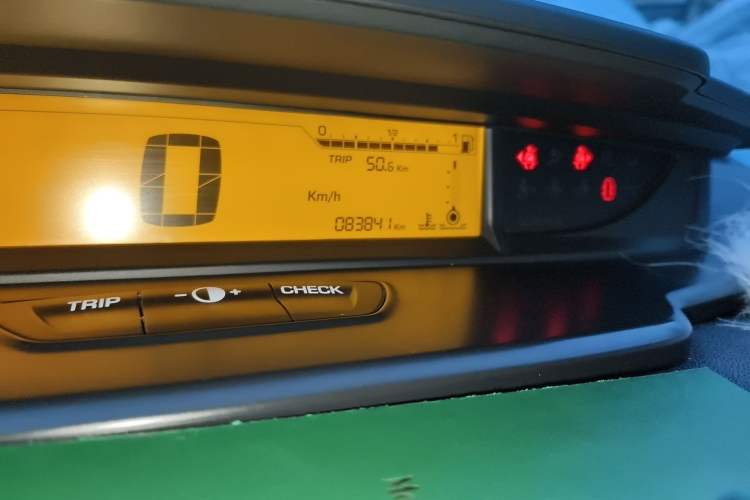 0 1/2 1
0
TRIP 50.6 Km
Km/h
083841 Km
TRIP - + CHECK